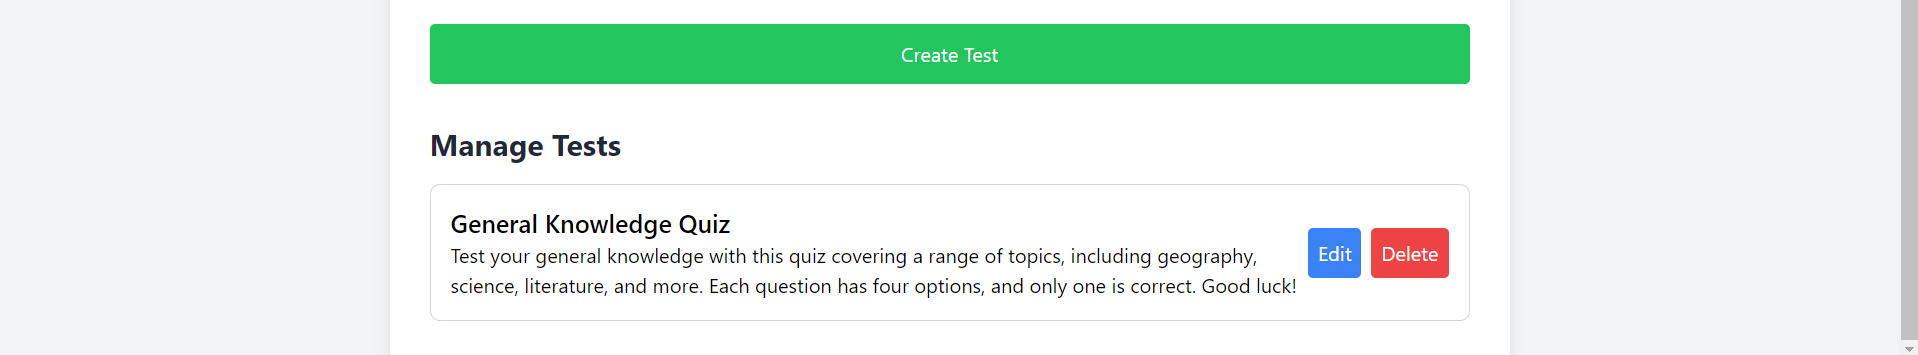 Create Test
Manage Tests
General Knowledge Quiz
Test your general knowledge with this quiz covering a range of topics, including geography,
science, literature, and more. Each question has four options, and only one is correct. Good luck!
Edit
Delete